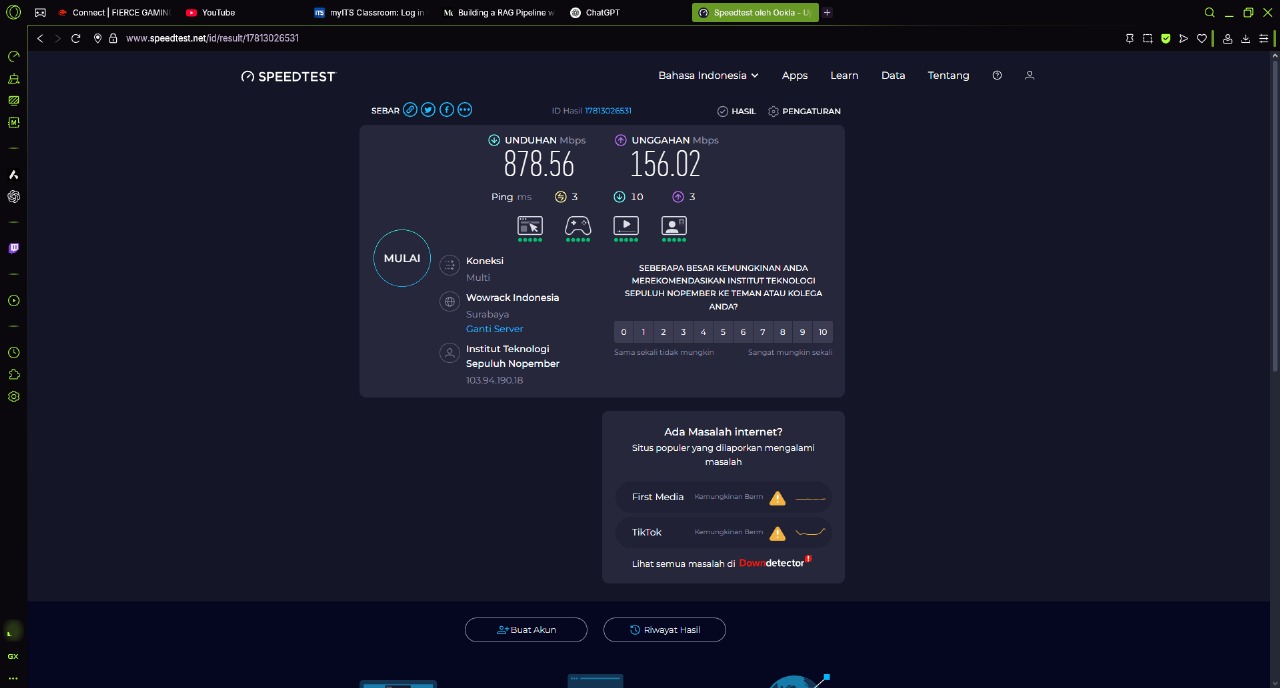 Connect | FIERCE GAMIN
YouTube
ITS myITS Classroom: Log in
Building a RAG Pipeline w
ChatGPT
Speedtest oleh Ookla - U
www.speedtest.net/id/result/17813026531
SPEEDTEST
Bahasa Indonesia
Apps
Learn
Data
Tentang
SEBAR
ID Hasil 17813026531
HASIL
PENGATURAN
UNDUHAN Mbps
878.56
UNGGAHAN Mbps
156.02
Ping ms
3
10
3
MULAI
Koneksi
Multi
Wowrack Indonesia
Surabaya
Ganti Server
Institut Teknologi
Sepuluh Nopember
103.94.190.18
SEBERAPA BESAR KEMUNGKINAN ANDA
MEREKOMENDASIKAN INSTITUT TEKNOLOGI
SEPULUH NOPEMBER KE TEMAN ATAU KOLEGA
ANDA?
0 1 2 3 4 5 6 7 8 9 10
Sama sekali tidak mungkin
Sangat mungkin sekali
Ada Masalah internet?
Situs populer yang dilaporkan mengalami
masalah
First Media
Kemungkinan Berm
TikTok
Kemungkinan Berm
Lihat semua masalah di Downdetector
Buat Akun
Riwayat Hasil
GX